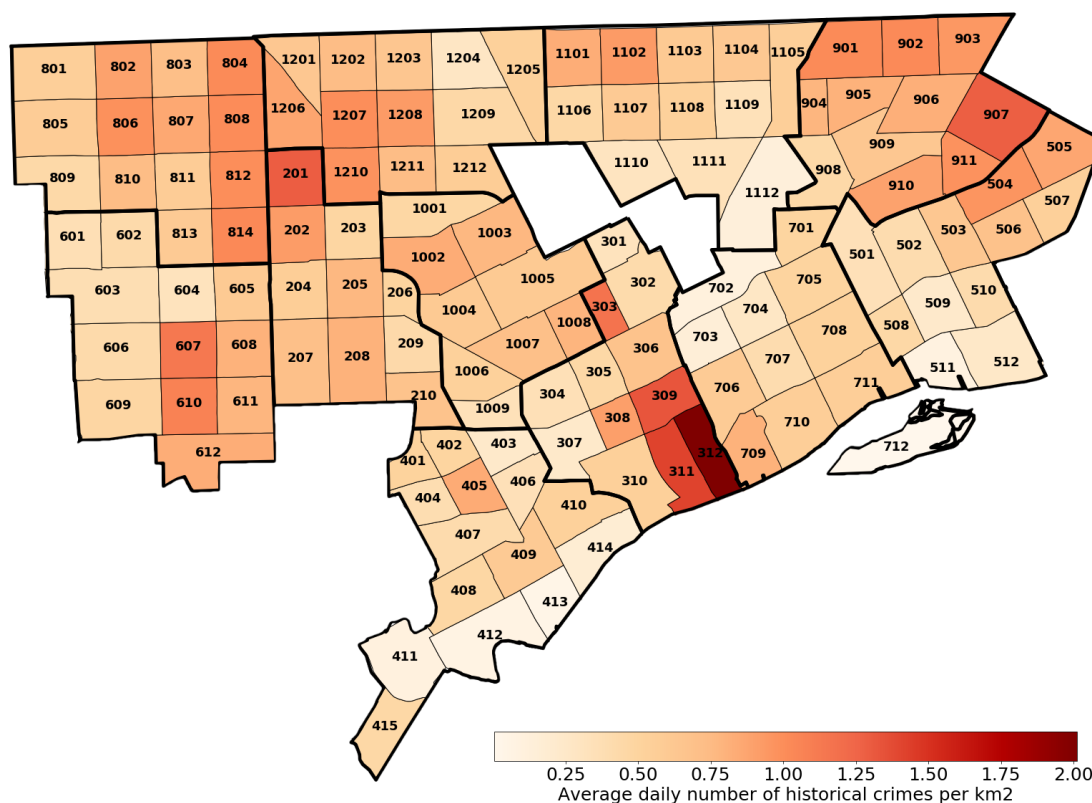 801 802 803 804 1201 1202 1203 1204 1205 1101 1102 1103 1104 1105 901 902 903
805 806 807 808 1206 1207 1208 1209 1106 1107 1108 1109 904 905 906 907
809 810 811 812 201 1210 1211 1212 1110 1111 1112 908 909 910 911 504 505
601 602 813 814 202 203 1001 1002 1003 301 302 701 501 502 503 506 507
603 604 605 204 205 206 1004 1005 303 702 704 705 508 509 510
606 607 608 207 208 209 1006 1007 1008 304 305 306 703 707 708 511 512
609 610 611 210 1009 307 308 309 706 710 711
612 401 402 403 310 311 312 709 712
404 405 406 410
407 409 414
408 413
411 412
415
0.25 0.50 0.75 1.00 1.25 1.50 1.75 2.00
Average daily number of historical crimes per km2